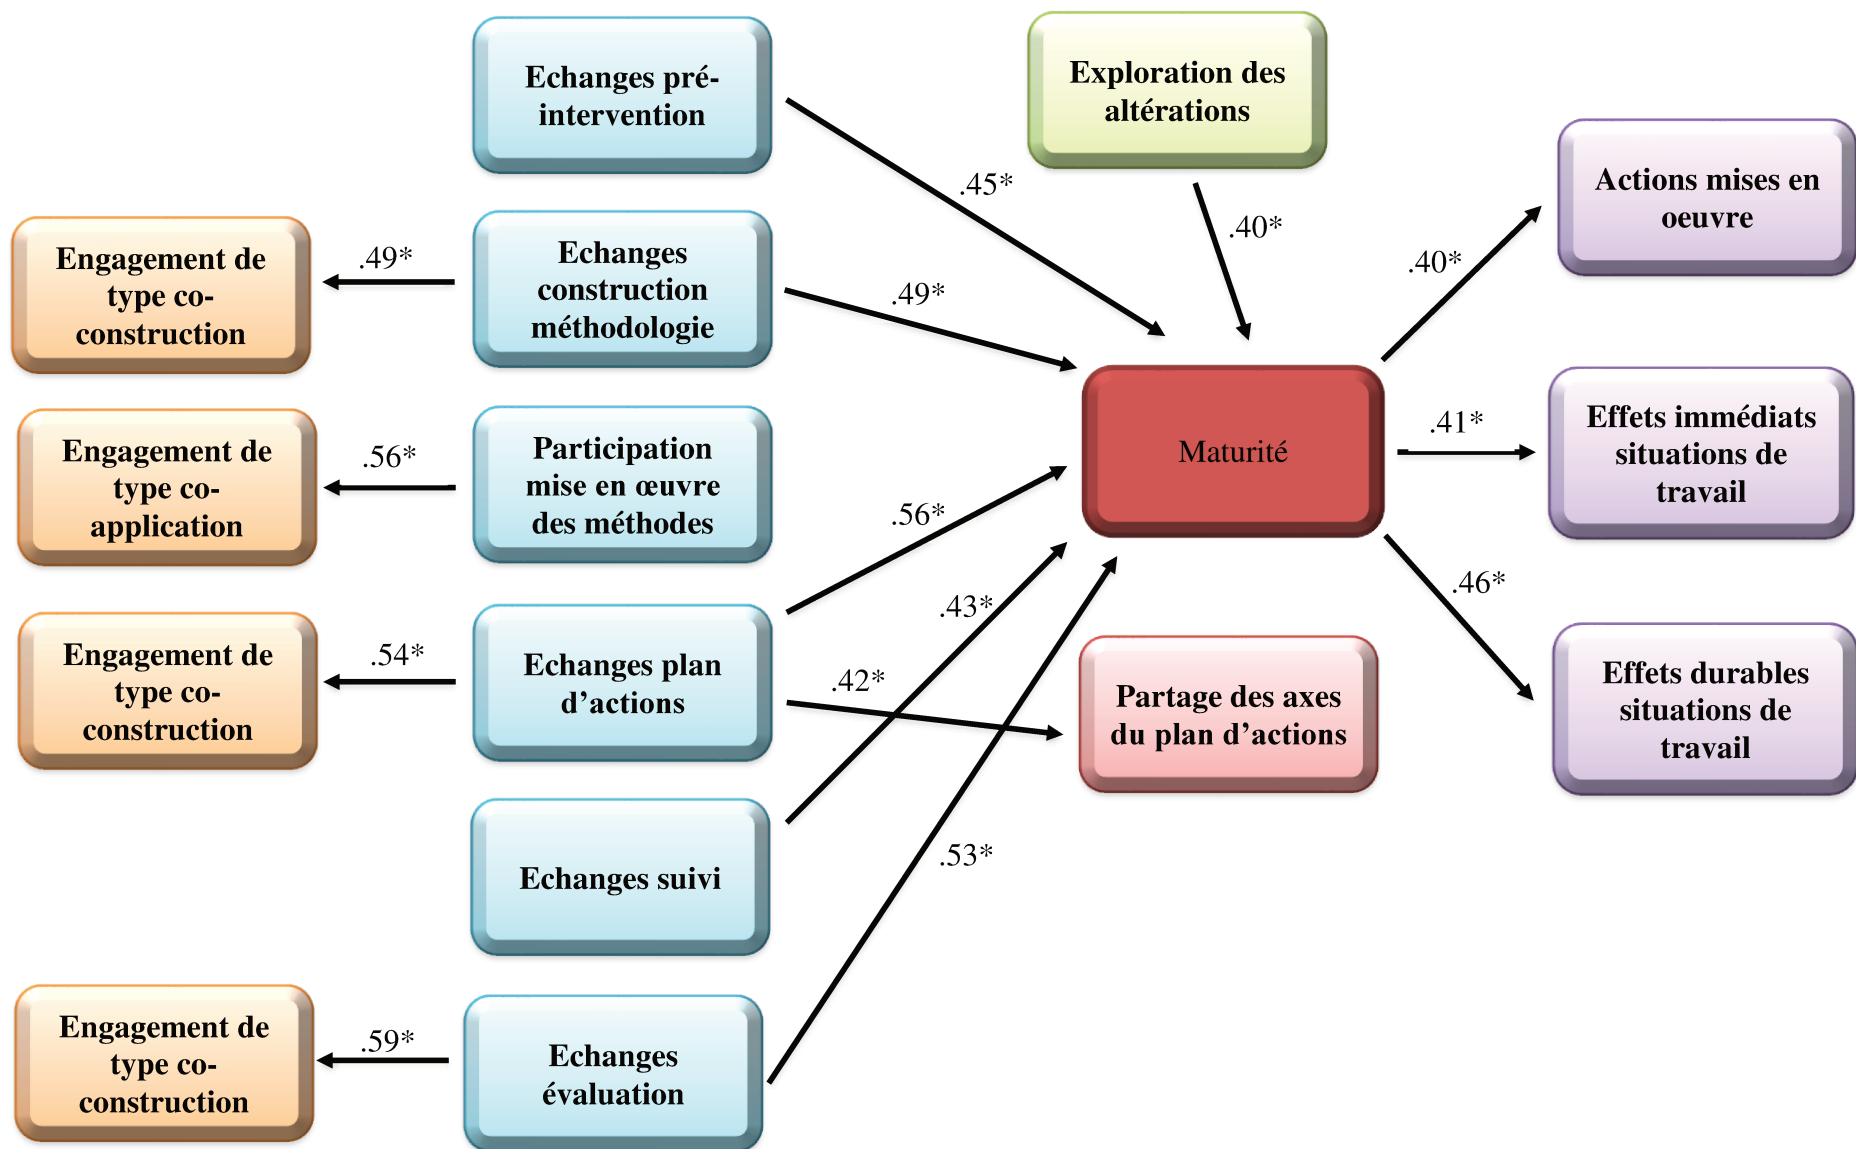 Echanges pré-
intervention
Exploration des
altérations
.45*
.40*
Actions mises en
oeuvre
.40*
Engagement de
type co-
construction
.49*
Echanges
construction
méthodologie
.49*
Engagement de
type co-
application
.56*
Participation
mise en œuvre
des méthodes
.56*
Maturité
.41*
Effets immédiats
situations de
travail
.43*
.46*
Engagement de
type co-
construction
.54*
Echanges plan
d’actions
.42*
Partage des axes
du plan d’actions
Effets durables
situations de
travail
Echanges suivi
.53*
Engagement de
type co-
construction
.59*
Echanges
évaluation